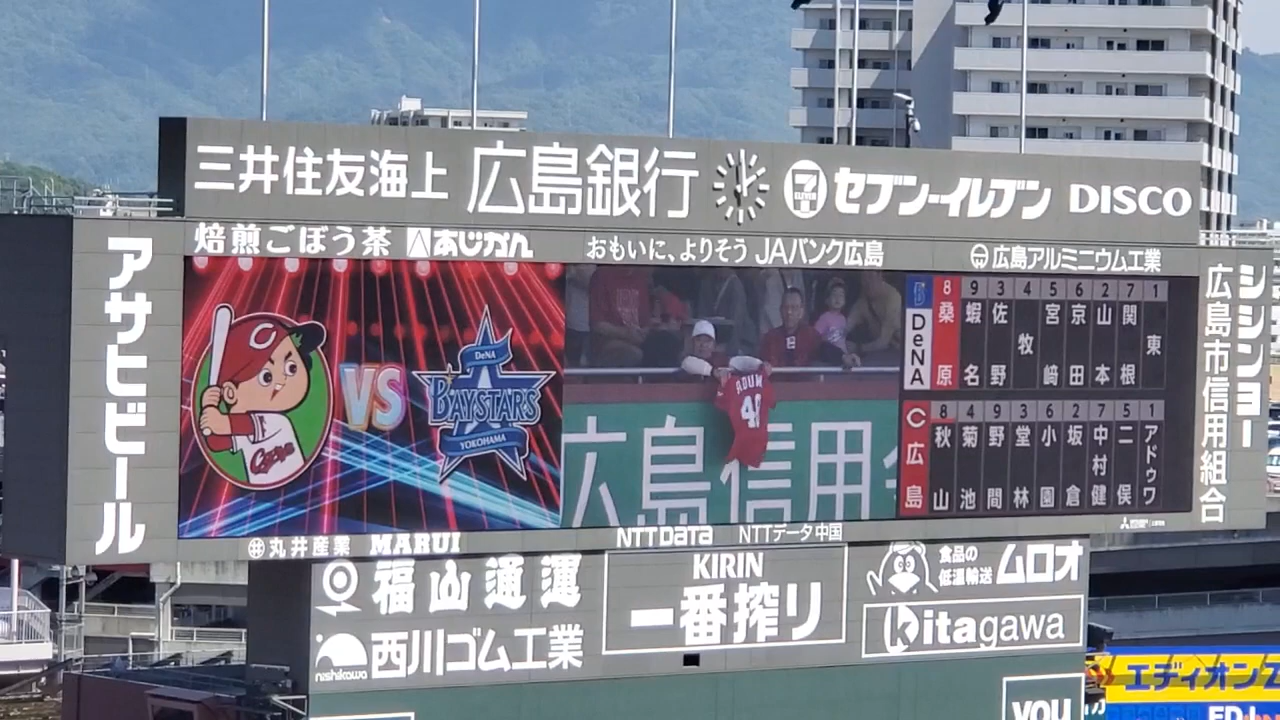 三井住友海上 広島銀行 セブン-イレブン DISCO
焙煎ごぼう茶 あじかん おもいに、よりそう JAバンク広島 広島アルミニウム工業
アサヒビール
VS
DeNA
BAYSTARS
YOKOHAMA
Carp
ADUWA
48
広島信用
DeNA
8 桑原
9 蝦名
3 佐野
4 牧
5 宮﨑
6 京田
2 山本
7 関根
1 東
C広島
8 秋山
4 菊池
9 野間
3 堂林
6 小園
2 坂倉
7 中村健
5 二俣
1 アドゥワ
広島市信用組合
シシンヨー
丸井産業 MARUI NTTDATA NTTデータ中国
福山通運
KIRIN
一番搾り
食品の
低温輸送 ムロオ
nishikawa 西川ゴム工業
kitagawa
エディオン
you